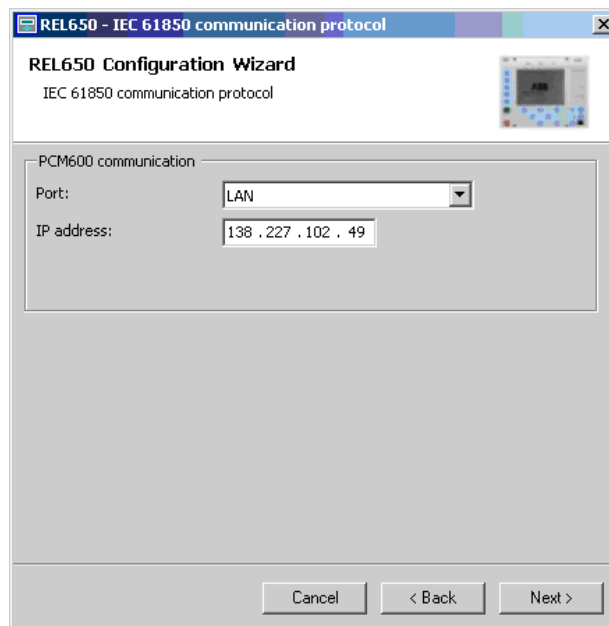 REL650 - IEC 61850 communication protocol
REL650 Configuration Wizard
IEC 61850 communication protocol
ABB
PCM600 communication
Port: LAN
IP address: 138 . 227 . 102 . 49
Cancel < Back Next >